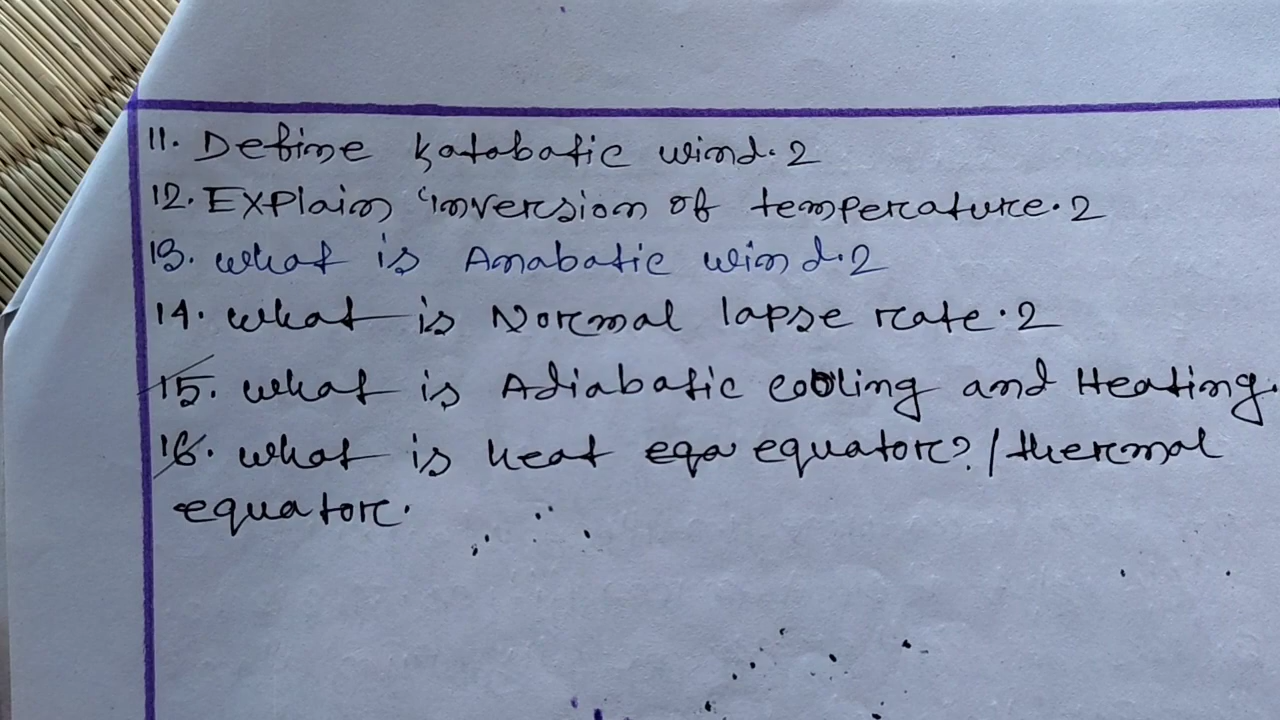 11. Define Katabatic wind. 2
12. Explain 'inversion of temperature. 2
13. what is Anabatic wind. 2
14. what is Normal lapse rate. 2
15. what is Adiabatic cooling and Heating.
16. what is heat eqa equator? / thermal
equator.